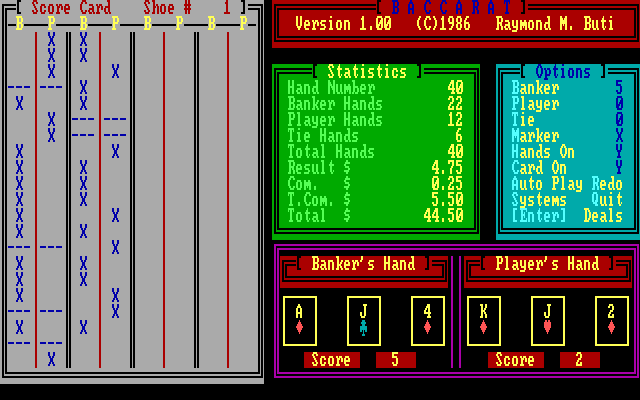 [ Score Card Shoe # 1 ]
B P B P B P B P
X X
X X
X X
--- --- X
X X
X --- ---
X --- ---
X X
X X
X X
X X
X X
X X
--- --- X
X X
X X
X X
--- --- X
X X
--- ---
X
[ B A C C A R A T ]
Version 1.00 (C)1986 Raymond M. Buti
[ Statistics ]
Hand Number 40
Banker Hands 22
Player Hands 12
Tie Hands 6
Total Hands 40
Result $ 4.75
Com. $ 0.25
T.Com. $ 5.50
Total $ 44.50
[ Options ]
Banker 5
Player 0
Tie 0
Marker X
Hands On Y
Card On Y
Auto Play Redo
Systems Quit
[Enter] Deals
[ Banker's Hand ]
A J 4
Score 5
[ Player's Hand ]
K J 2
Score 2